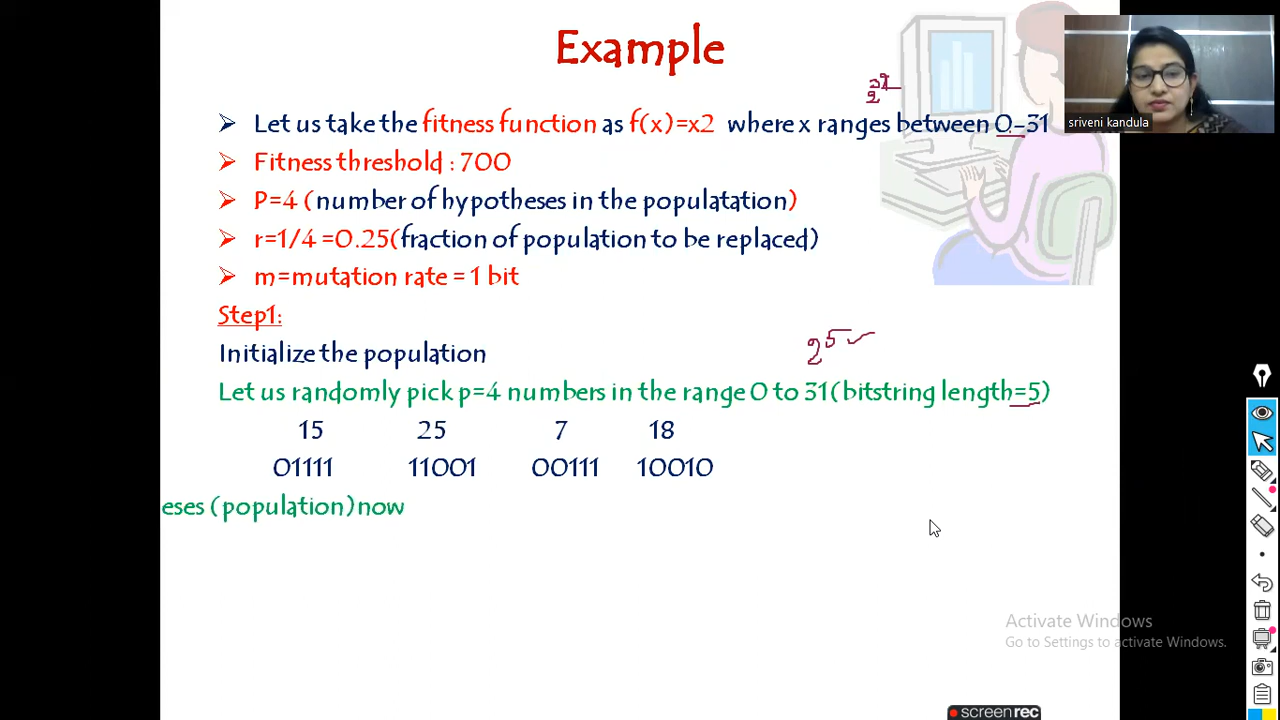 Example
sriveni kandula
➢ Let us take the fitness function as f(x)=x2 where x ranges between 0-31
➢ Fitness threshold : 700
➢ P=4 (number of hypotheses in the populatation)
➢ r=1/4 =0.25(fraction of population to be replaced)
➢ m=mutation rate = 1 bit
Step1:
Initialize the population
2^5
Let us randomly pick p=4 numbers in the range 0 to 31(bitstring length=5)
15 25 7 18
01111 11001 00111 10010
eses (population)now
Activate Windows
Go to Settings to activate Windows.
screenrec